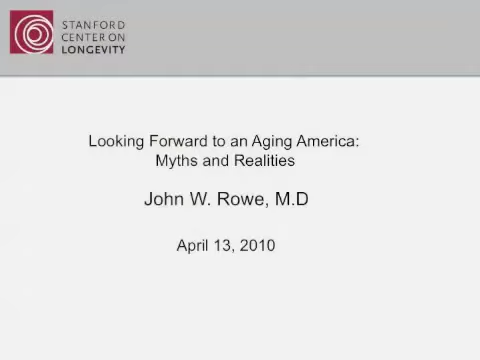 STANFORD
CENTER ON
LONGEVITY
Looking Forward to an Aging America:
Myths and Realities
John W. Rowe, M.D
April 13, 2010